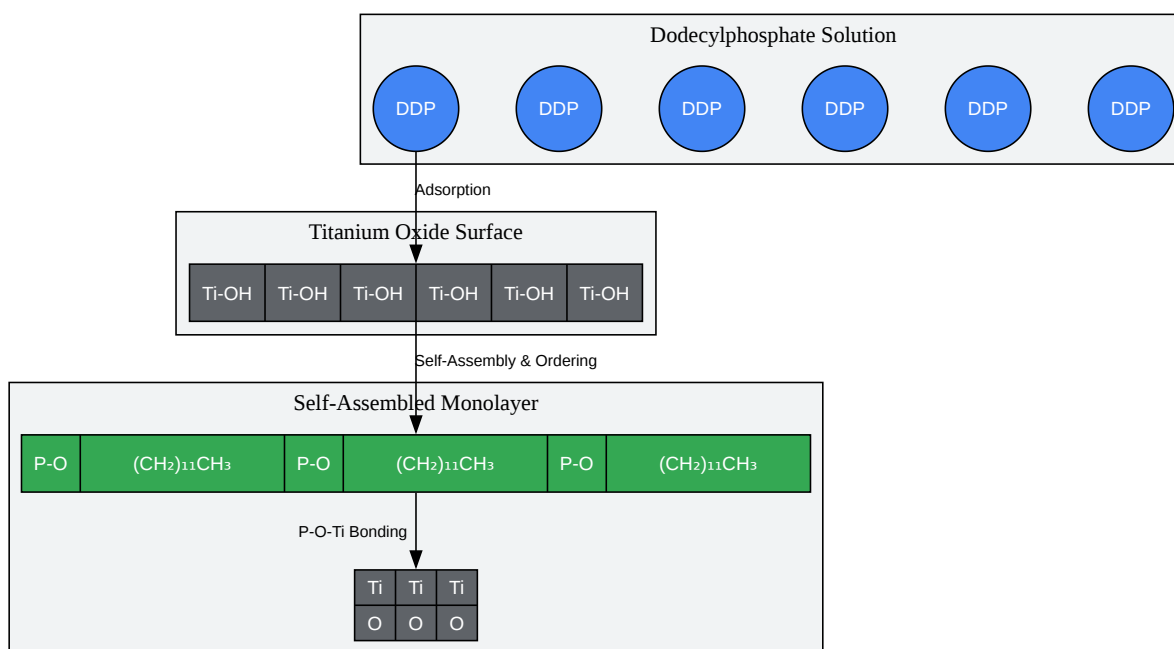 Dodecylphosphate Solution
DDP DDP DDP DDP DDP DDP
Adsorption
Titanium Oxide Surface
Ti-OH Ti-OH Ti-OH Ti-OH Ti-OH Ti-OH
Self-Assembly & Ordering
Self-Assembled Monolayer
P-O (CH₂)₁₁CH₃ P-O (CH₂)₁₁CH₃ P-O (CH₂)₁₁CH₃
P-O-Ti Bonding
Ti Ti Ti
O O O